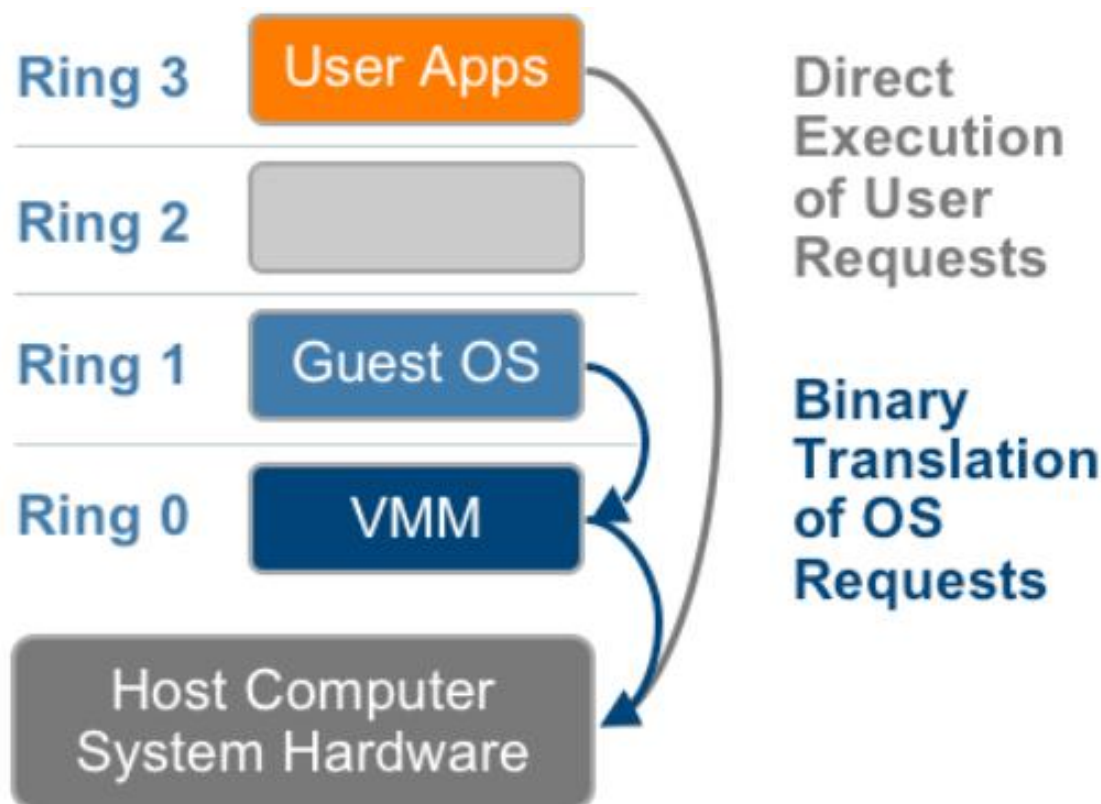 Ring 3
User Apps
Direct
Execution
of User
Requests
Ring 2
Ring 1
Guest OS
Binary
Translation
of OS
Requests
Ring 0
VMM
Host Computer
System Hardware